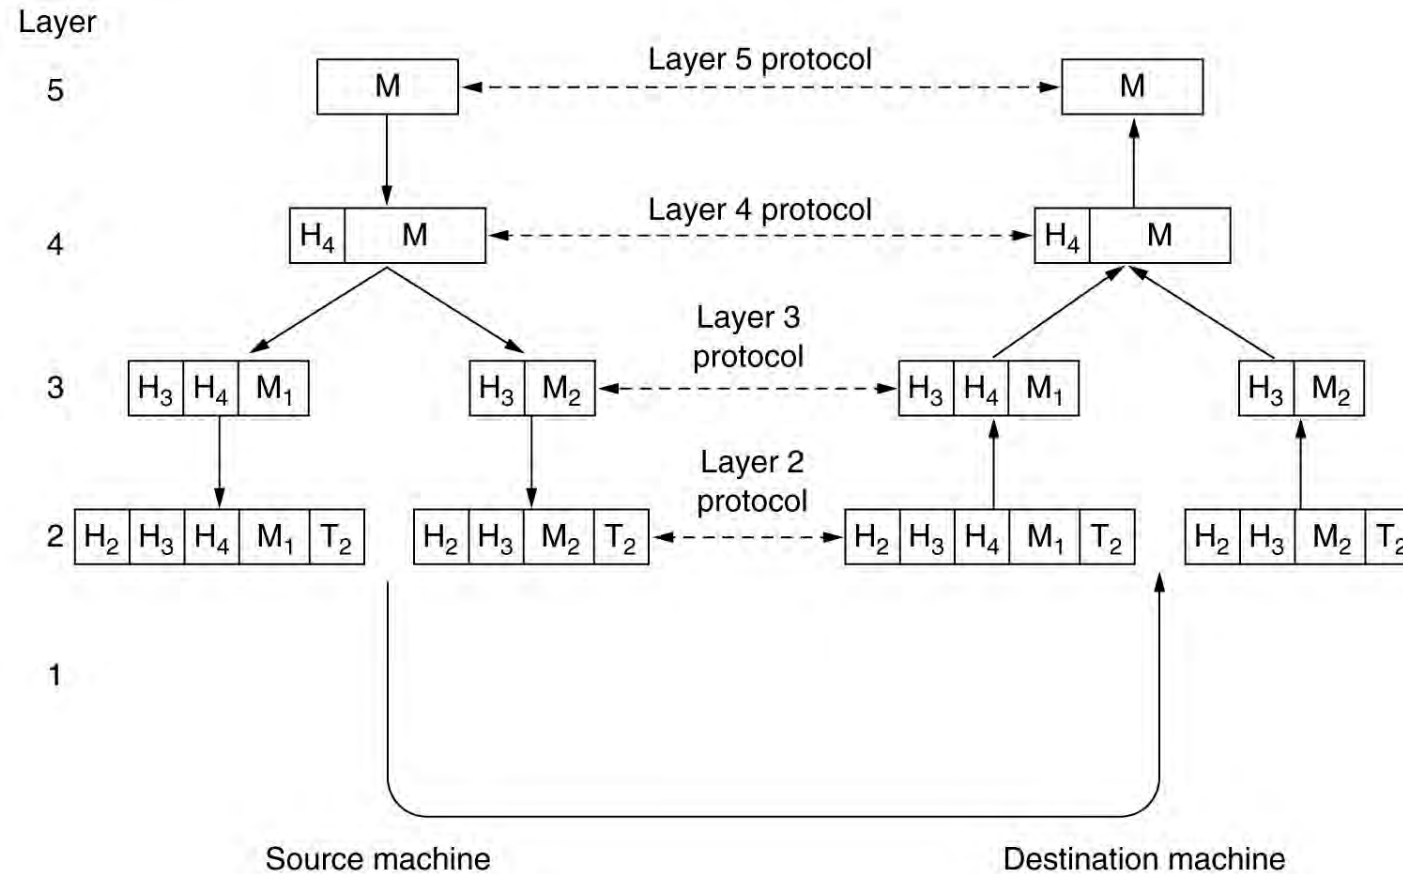 Layer
5 M Layer 5 protocol M
4 H4 M Layer 4 protocol H4 M
Layer 3
protocol
3 H3 H4 M1 H3 M2 H3 H4 M1 H3 M2
Layer 2
protocol
2 H2 H3 H4 M1 T2 H2 H3 M2 T2 H2 H3 H4 M1 T2 H2 H3 M2 T2
1
Source machine Destination machine